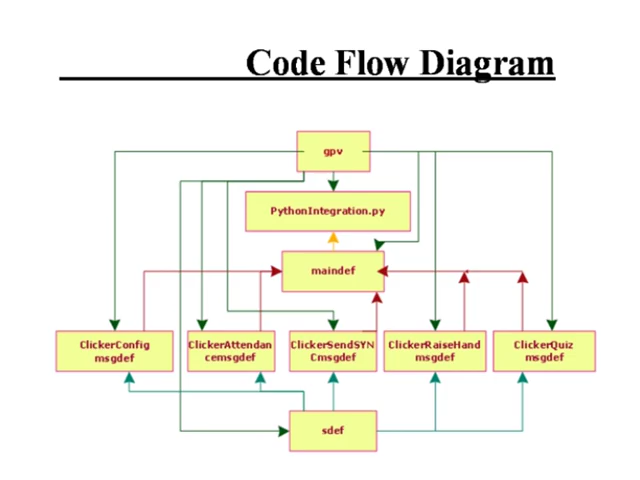 Code Flow Diagram
gpv
PythonIntegration.py
maindef
ClickerConfig
msgdef
ClickerAttendan
cemsgdef
ClickerSendSYN
Cmsgdef
ClickerRaiseHand
msgdef
ClickerQuiz
msgdef
sdef